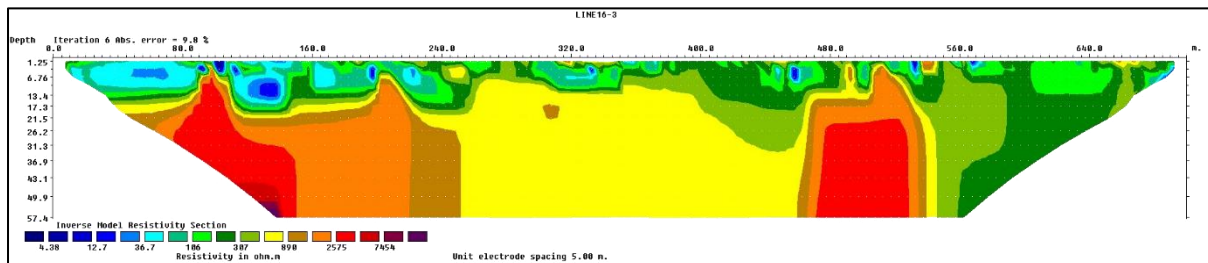 LINE16-3
Depth Iteration 6 Abs. error = 9.8 %
0.0 80.0 160.0 240.0 320.0 400.0 480.0 560.0 640.0 m.
1.25
6.76
13.4
17.3
21.5
26.2
31.3
36.9
43.1
49.9
57.4
Inverse Model Resistivity Section
4.38 12.7 36.7 106 307 890 2575 7454
Resistivity in ohm.m Unit electrode spacing 5.00 m.